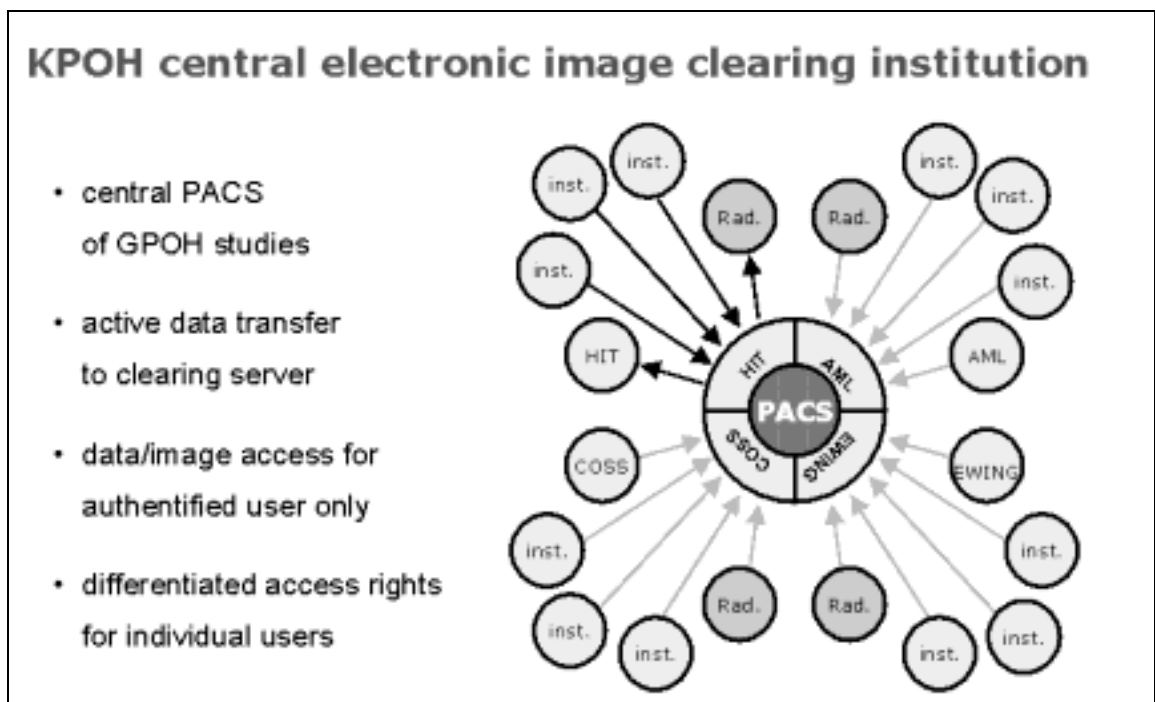 KPOH central electronic image clearing institution
• central PACS
of GPOH studies
• active data transfer
to clearing server
• data/image access for
authentified user only
• differentiated access rights
for individual users
inst.
inst.
inst.
HIT
Rad.
Rad.
inst.
inst.
inst.
AML
HIT
AML
PACS
COSS
EWING
COSS
inst.
inst.
inst.
Rad.
Rad.
EWING
inst.
inst.
inst.